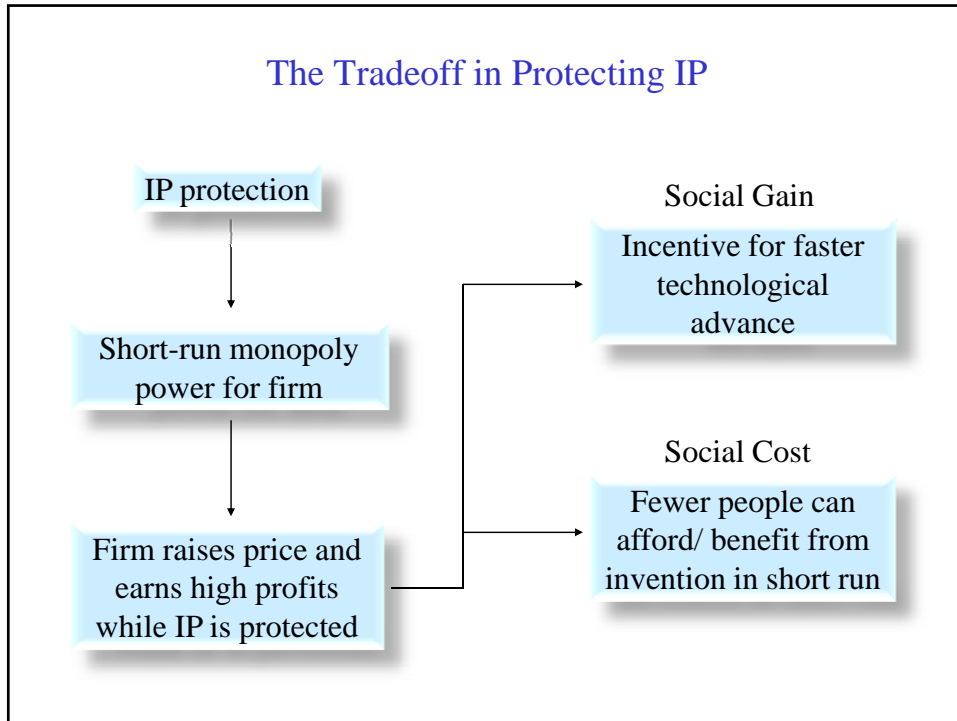 The Tradeoff in Protecting IP
IP protection
Short-run monopoly
power for firm
Firm raises price and
earns high profits
while IP is protected
Social Gain
Incentive for faster
technological
advance
Social Cost
Fewer people can
afford/ benefit from
invention in short run